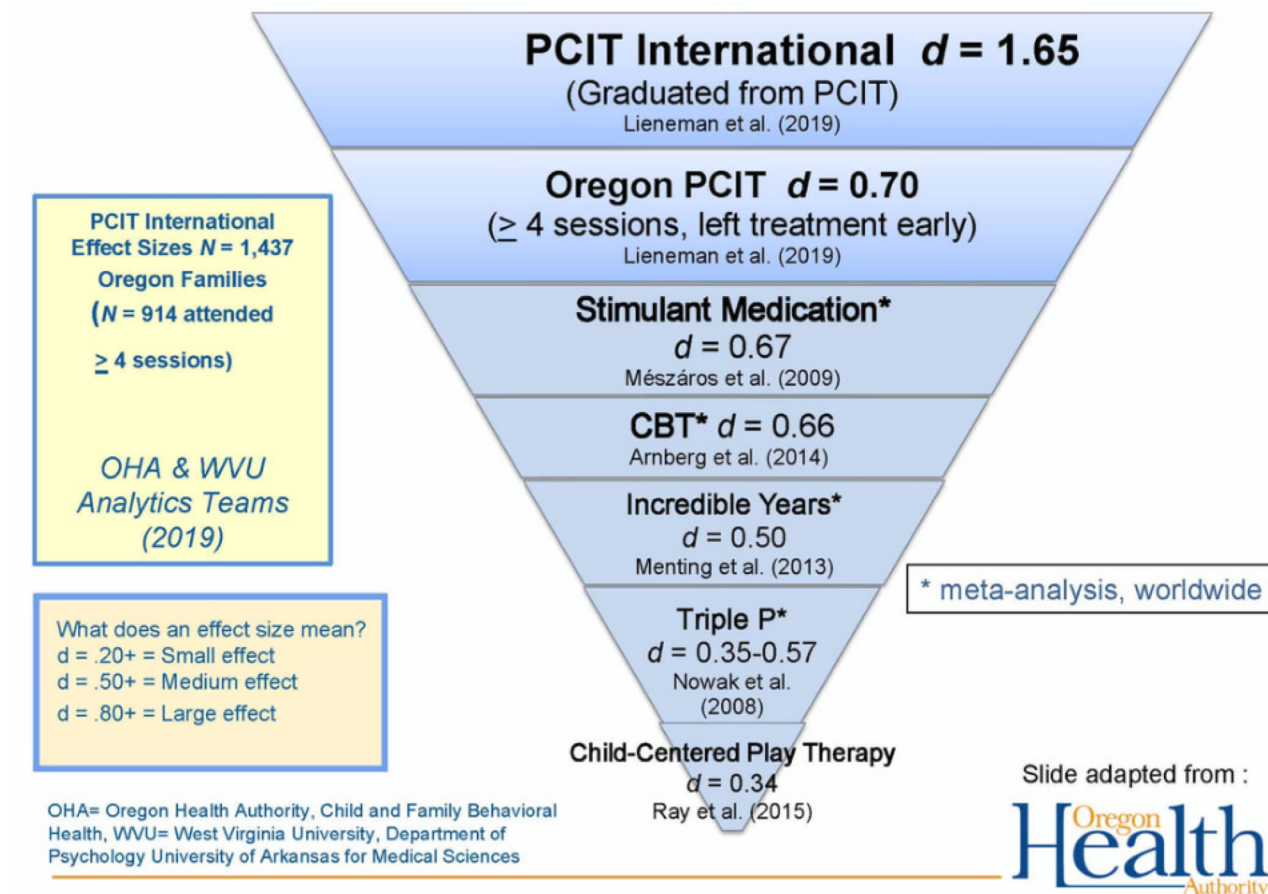 PCIT International d = 1.65
(Graduated from PCIT)
Lieneman et al. (2019)
Oregon PCIT d = 0.70
(≥ 4 sessions, left treatment early)
Lieneman et al. (2019)
Stimulant Medication*
d = 0.67
Mészáros et al. (2009)
CBT* d = 0.66
Arnberg et al. (2014)
Incredible Years*
d = 0.50
Menting et al. (2013)
Triple P*
d = 0.35-0.57
Nowak et al.
(2008)
Child-Centered Play Therapy
d = 0.34
Ray et al. (2015)
PCIT International
Effect Sizes N = 1,437
Oregon Families
(N = 914 attended
≥ 4 sessions)
OHA & WVU
Analytics Teams
(2019)
* meta-analysis, worldwide
What does an effect size mean?
d = .20+ = Small effect
d = .50+ = Medium effect
d = .80+ = Large effect
OHA= Oregon Health Authority, Child and Family Behavioral
Health, WVU= West Virginia University, Department of
Psychology University of Arkansas for Medical Sciences
Slide adapted from :
Oregon
Health
Authority